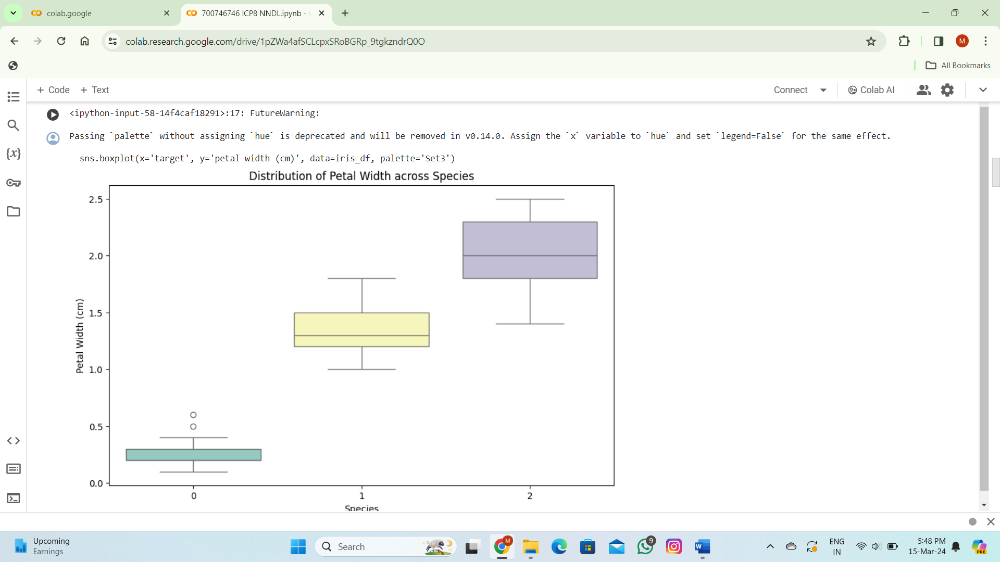 colab.google
700746746 ICP8 NNDL.ipynb -
colab.research.google.com/drive/1pZWa4afSCLcpxSRoBGRp_9tgkzndrQ0O
M
All Bookmarks
+ Code + Text
Connect
Colab AI
<ipython-input-58-14f4caf18291>:17: FutureWarning:
Passing `palette` without assigning `hue` is deprecated and will be removed in v0.14.0. Assign the `x` variable to `hue` and set `legend=False` for the same effect.
sns.boxplot(x='target', y='petal width (cm)', data=iris_df, palette='Set3')
{x}
Distribution of Petal Width across Species
2.5
2.0
1.5
1.0
0.5
0.0
Petal Width (cm)
0 1 2
Species
Upcoming
Earnings
Search
M
9
W
ENG
IN
5:48 PM
15-Mar-24
PRE